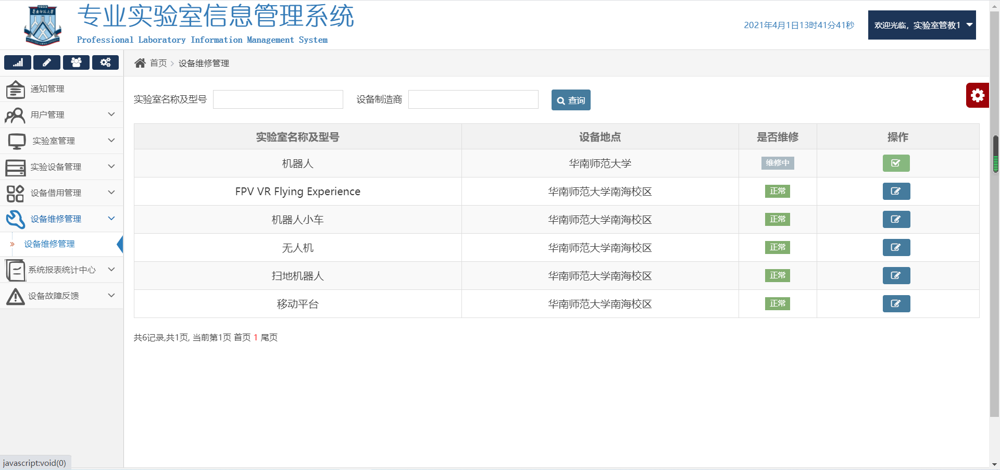 专业实验室信息管理系统
Professional Laboratory Information Management System
2021年4月1日13时41分41秒
欢迎光临，实验室管教1
首页
设备维修管理
通知管理
用户管理
实验室管理
实验设备管理
设备借用管理
设备维修管理
设备维修管理
系统报表统计中心
设备故障反馈
实验室名称及型号
设备制造商
查询
实验室名称及型号 设备地点 是否维修 操作
机器人 华南师范大学 维修中
FPV VR Flying Experience 华南师范大学南海校区 正常
机器人小车 华南师范大学南海校区 正常
无人机 华南师范大学南海校区 正常
扫地机器人 华南师范大学南海校区 正常
移动平台 华南师范大学南海校区 正常
共6记录,共1页, 当前第1页 首页 1 尾页
javascript:void(0)